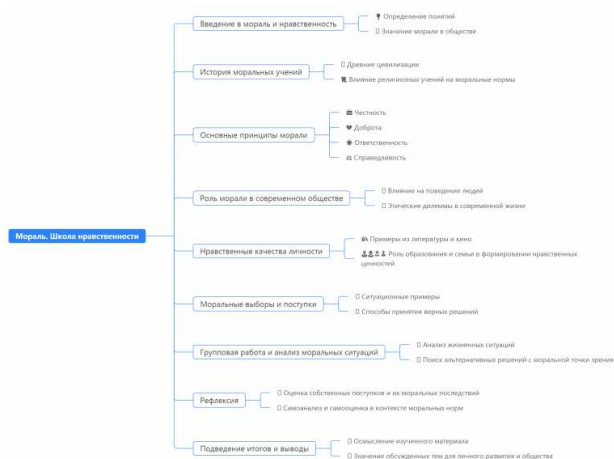 Мораль. Школа нравственности
Введение в мораль и нравственность
Определение понятий
Значение морали в обществе
История моральных учений
Древние цивилизации
Влияние религиозных учений на моральные нормы
Основные принципы морали
Честность
Доброта
Ответственность
Справедливость
Роль морали в современном обществе
Влияние на поведение людей
Этические дилеммы в современной жизни
Нравственные качества личности
Примеры из литературы и кино
Роль образования и семьи в формировании нравственных
ценностей
Моральные выборы и поступки
Ситуационные примеры
Способы принятия верных решений
Групповая работа и анализ моральных ситуаций
Анализ жизненных ситуаций
Поиск альтернативных решений с моральной точки зрения
Рефлексия
Оценка собственных поступков и их моральных последствий
Самоанализ и самооценка в контексте моральных норм
Подведение итогов и выводы
Осмысление изученного материала
Значение обсужденных тем для личного развития и общества